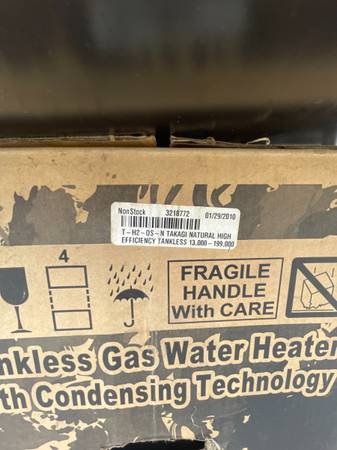 NonStock 3218772 01/29/2010
T-H2-OS-N TAKAGI NATURAL HIGH
EFFICIENCY TANKLESS 13,000-199,000
4
FRAGILE
HANDLE
With CARE
nkless Gas Water Heater
th Condensing Technology